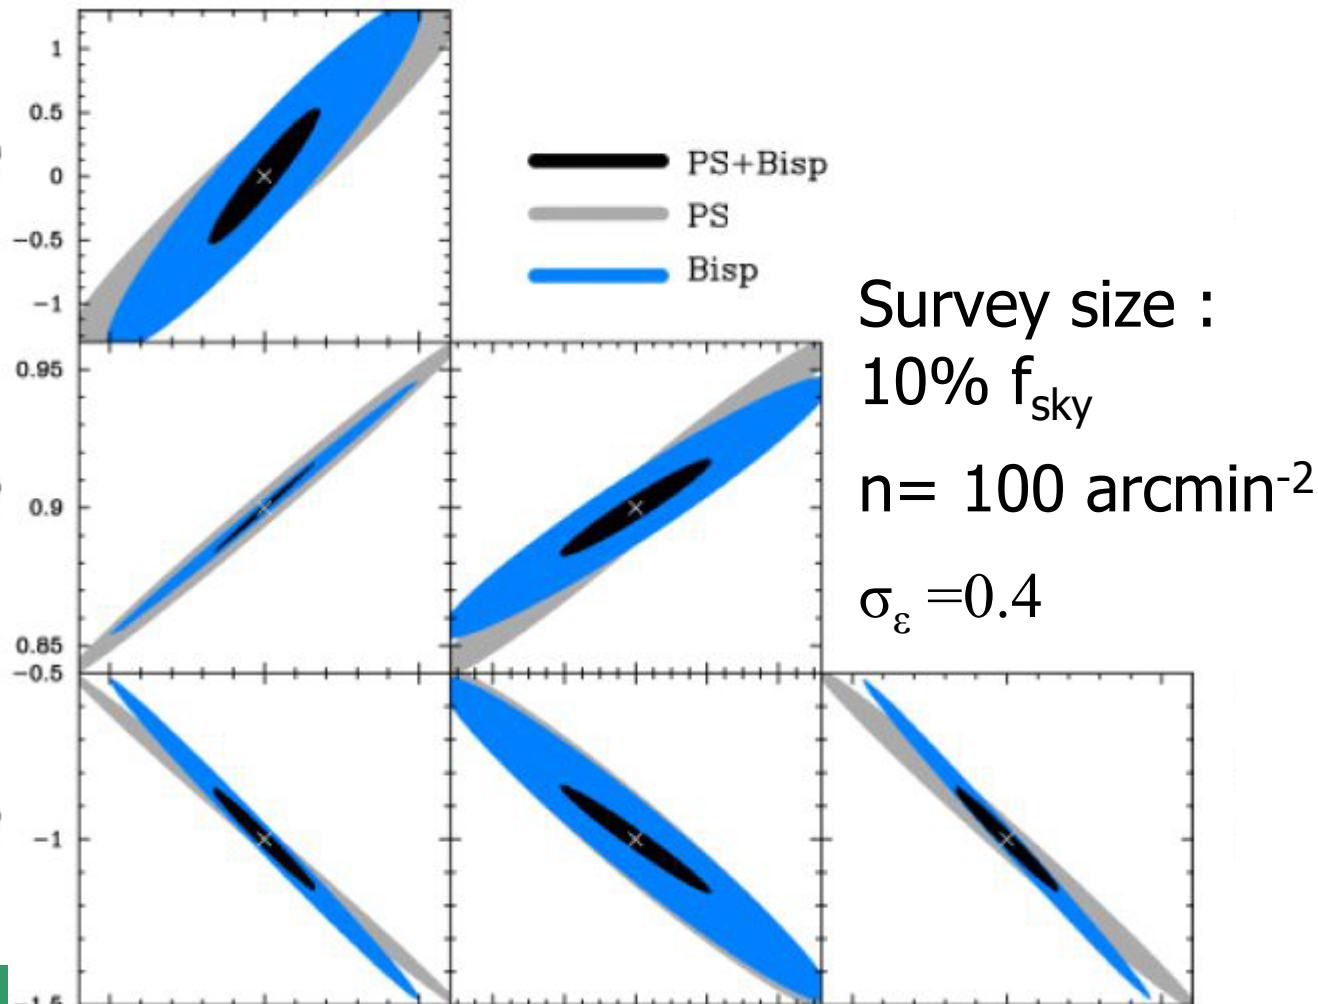 1
0.5
0
−0.5
−1
PS+Bisp
PS
Bisp
Survey size :
10% fsky
n= 100 arcmin-2
σε =0.4
0.95
0.9
0.85
−0.5
−1